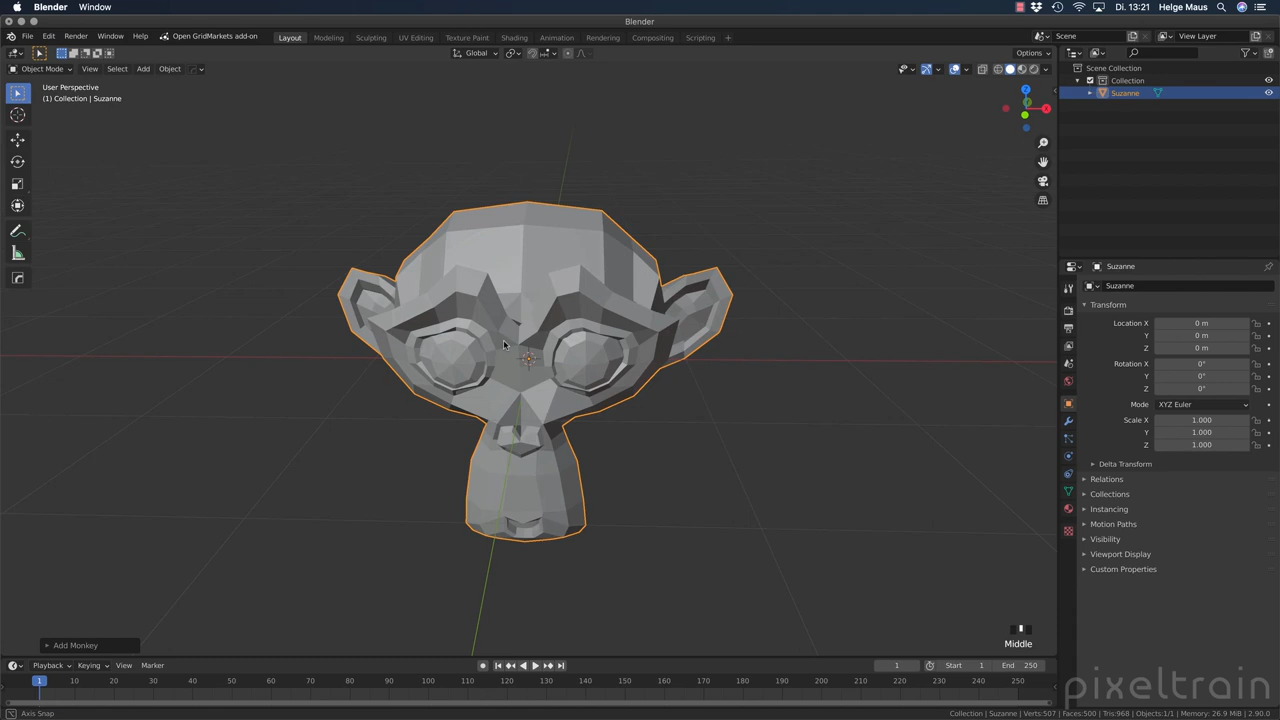 Blender Window Di. 13:21 Helge Maus
Blender
File Edit Render Window Help Open GridMarkets add-on Layout Modeling Sculpting UV Editing Texture Paint Shading Animation Rendering Compositing Scripting + Scene View Layer
Global Options
Object Mode View Select Add Object
Scene Collection
Collection
Suzanne
User Perspective
(1) Collection | Suzanne
Z
X
Suzanne
Suzanne
Transform
Location X 0 m
Y 0 m
Z 0 m
Rotation X 0°
Y 0°
Z 0°
Mode XYZ Euler
Scale X 1.000
Y 1.000
Z 1.000
Delta Transform
Relations
Collections
Instancing
Motion Paths
Visibility
Viewport Display
Custom Properties
Add Monkey
Middle
Playback Keying View Marker 1 Start 1 End 250
1 10 20 30 40 50 60 70 80 90 100 110 120 130 140 150 160 170 180 190 200 210 220 230 240 250
pixeltrain
Axis Snap Collection | Suzanne | Verts:507 | Faces:500 | Tris:968 | Objects:1/1 | Memory: 26.9 MiB | 2.90.0